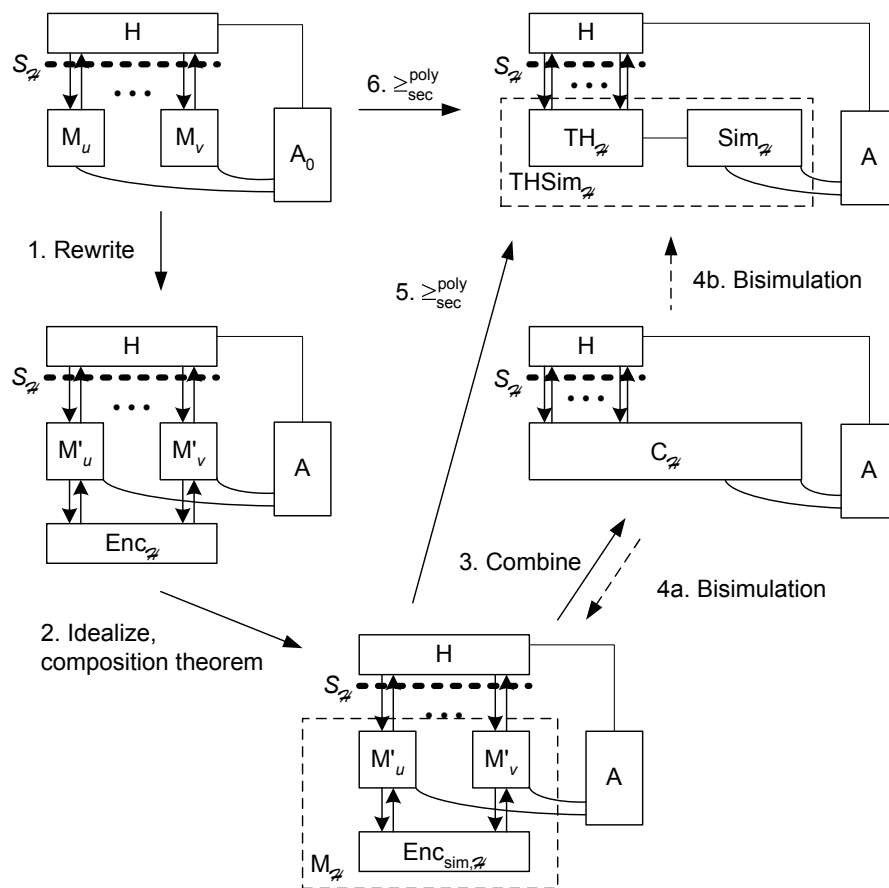 H
H
S_ℋ
S_ℋ
• • •
• • •
6. ≥_sec^poly
M_u
M_v
A_0
TH_ℋ
Sim_ℋ
A
THSim_ℋ
1. Rewrite
5. ≥_sec^poly
4b. Bisimulation
H
H
S_ℋ
S_ℋ
• • •
• • •
M'_u
M'_v
A
C_ℋ
A
Enc_ℋ
3. Combine
4a. Bisimulation
2. Idealize,
composition theorem
H
S_ℋ
• • •
M'_u
M'_v
A
Enc_sim,ℋ
M_ℋ